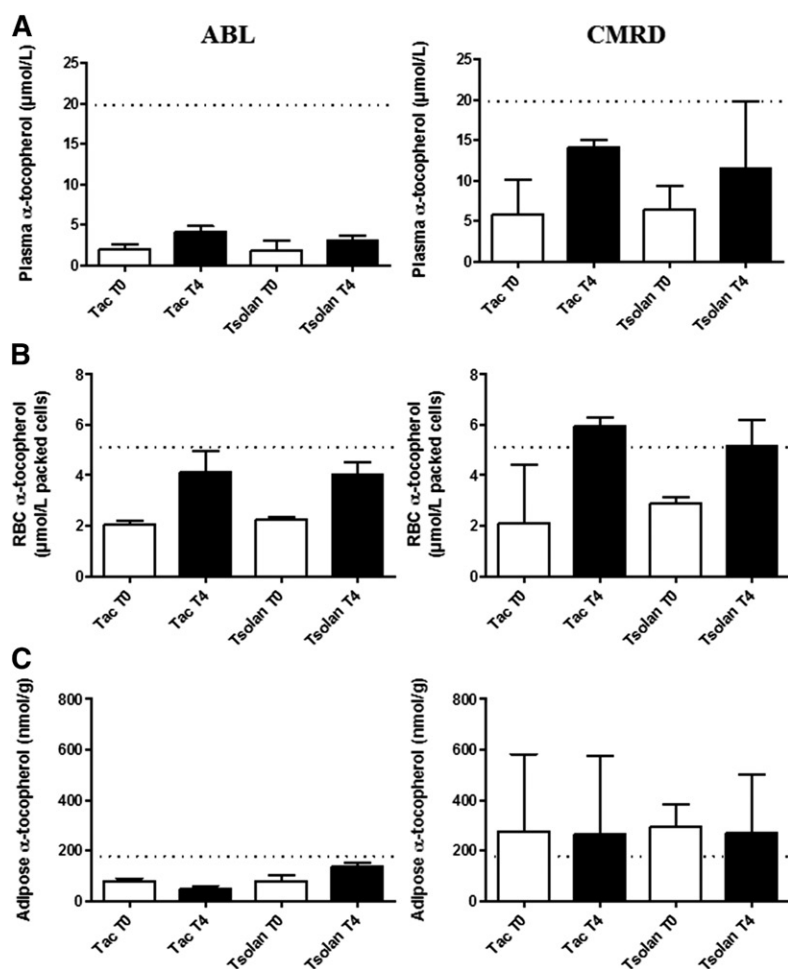 A
ABL
CMRD
Plasma α-tocopherol (µmol/L)
25
20
15
10
5
0
Tac T0
Tac T4
Tsolan T0
Tsolan T4
Plasma α-tocopherol (µmol/L)
25
20
15
10
5
0
Tac T0
Tac T4
Tsolan T0
Tsolan T4
B
RBC α-tocopherol
(µmol/L packed cells)
8
6
4
2
0
Tac T0
Tac T4
Tsolan T0
Tsolan T4
RBC α-tocopherol
(µmol/L packed cells)
8
6
4
2
0
Tac T0
Tac T4
Tsolan T0
Tsolan T4
C
Adipose α-tocopherol (nmol/g)
800
600
400
200
0
Tac T0
Tac T4
Tsolan T0
Tsolan T4
Adipose α-tocopherol (nmol/g)
800
600
400
200
0
Tac T0
Tac T4
Tsolan T0
Tsolan T4